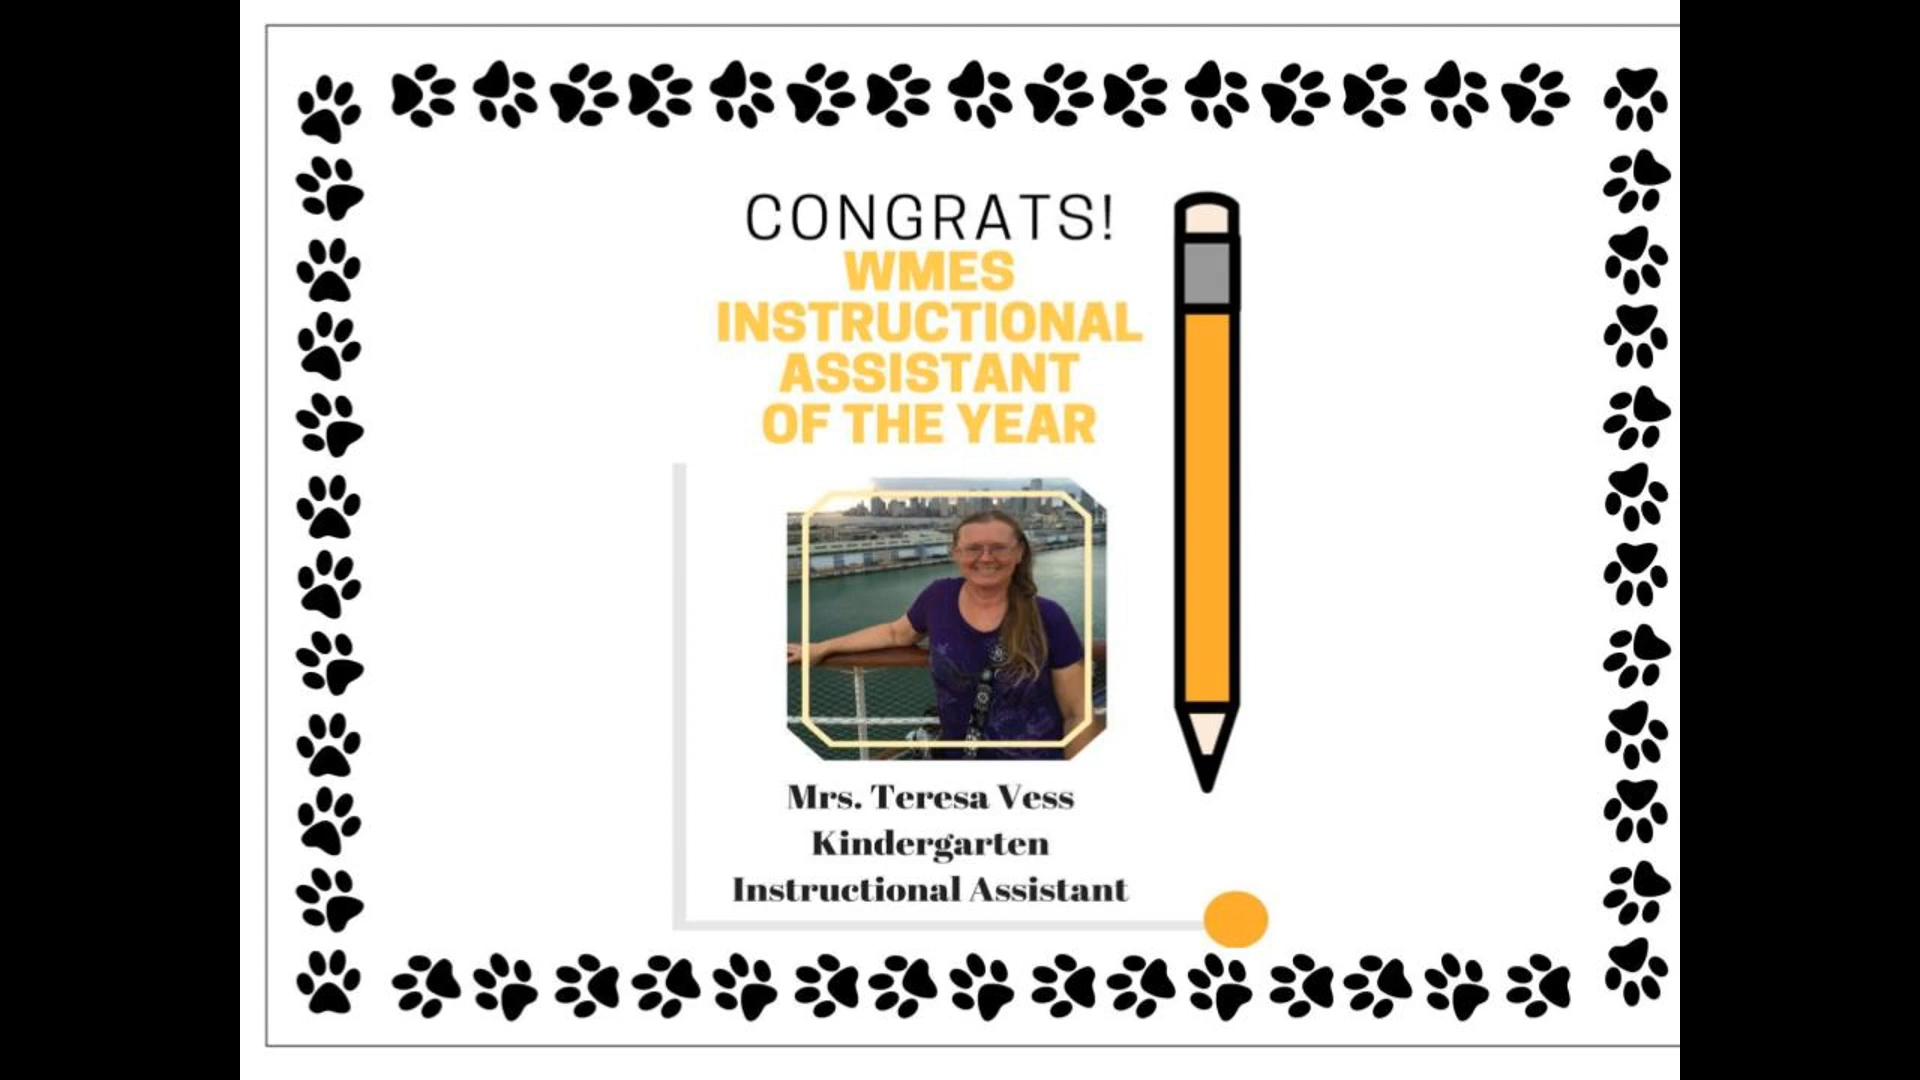 CONGRATS!
WMES
INSTRUCTIONAL
ASSISTANT
OF THE YEAR
Mrs. Teresa Vess
Kindergarten
Instructional Assistant